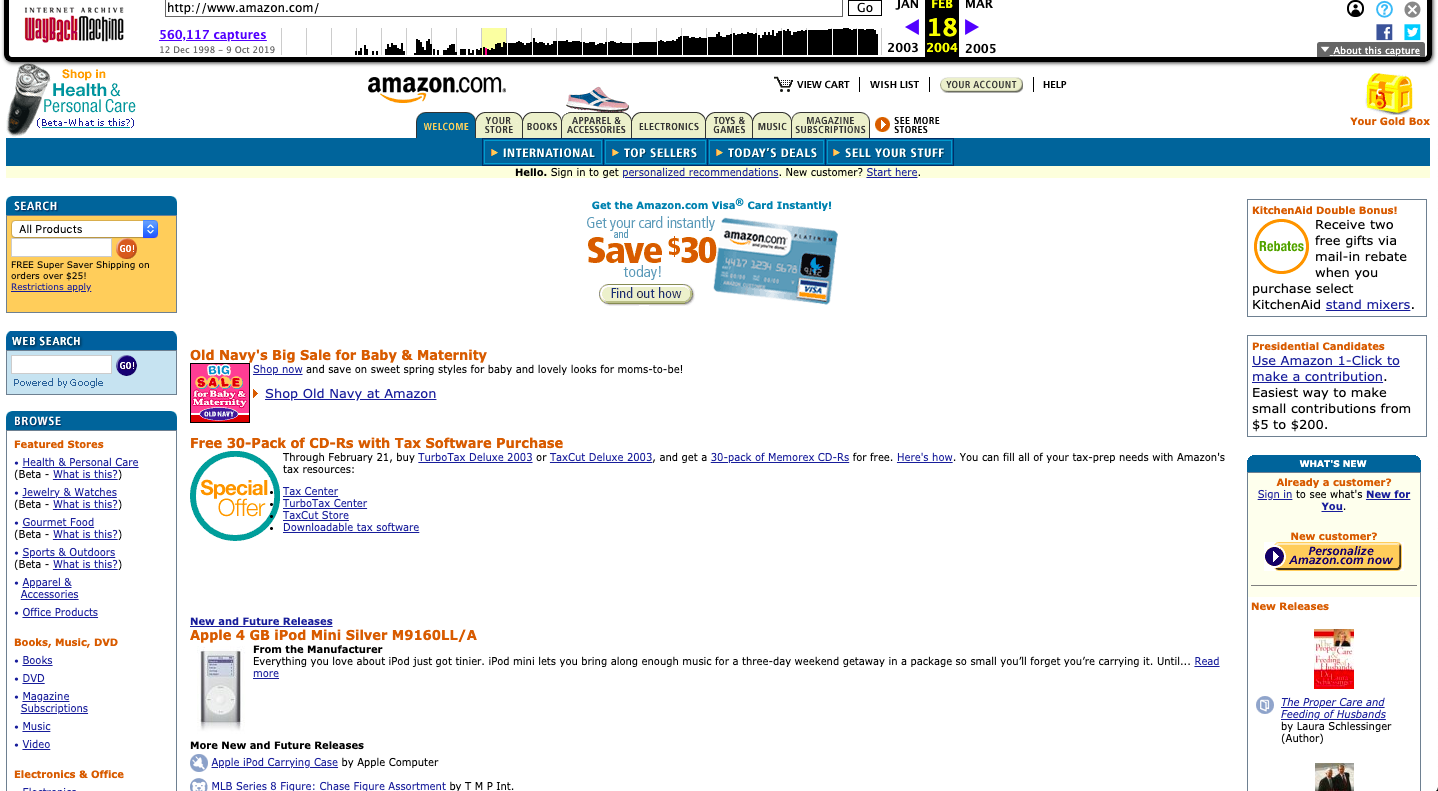 INTERNET ARCHIVE
WayBackMachine
http://www.amazon.com/
Go
560,117 captures
12 Dec 1998 – 9 Oct 2019
JAN FEB MAR
18
2003 2004 2005
About this capture
Shop in
Health &
Personal Care
(Beta-What is this?)
amazon.com.
VIEW CART
WISH LIST
YOUR ACCOUNT
HELP
Your Gold Box
WELCOME
YOUR
STORE
BOOKS
APPAREL &
ACCESSORIES
ELECTRONICS
TOYS &
GAMES
MUSIC
MAGAZINE
SUBSCRIPTIONS
SEE MORE
STORES
INTERNATIONAL
TOP SELLERS
TODAY'S DEALS
SELL YOUR STUFF
Hello. Sign in to get personalized recommendations. New customer? Start here.
SEARCH
All Products
GO!
FREE Super Saver Shipping on
orders over $25!
Restrictions apply
WEB SEARCH
GO!
Powered by Google
BROWSE
Featured Stores
• Health & Personal Care
(Beta - What is this?)
• Jewelry & Watches
(Beta - What is this?)
• Gourmet Food
(Beta - What is this?)
• Sports & Outdoors
(Beta - What is this?)
• Apparel &
Accessories
• Office Products
Books, Music, DVD
• Books
• DVD
• Magazine
Subscriptions
• Music
• Video
Electronics & Office
Get the Amazon.com Visa® Card Instantly!
Get your card instantly
and
Save $30
today!
Find out how
amazon.com
PLATINUM
4437 1234 5678 9
VISA
Old Navy's Big Sale for Baby & Maternity
BIG
SALE
for Baby &
Maternity
OLD NAVY
Shop now and save on sweet spring styles for baby and lovely looks for moms-to-be!
Shop Old Navy at Amazon
Free 30-Pack of CD-Rs with Tax Software Purchase
Special
Offer
Through February 21, buy TurboTax Deluxe 2003 or TaxCut Deluxe 2003, and get a 30-pack of Memorex CD-Rs for free. Here's how. You can fill all of your tax-prep needs with Amazon's
tax resources:
• Tax Center
TurboTax Center
TaxCut Store
• Downloadable tax software
New and Future Releases
Apple 4 GB iPod Mini Silver M9160LL/A
From the Manufacturer
Everything you love about iPod just got tinier. iPod mini lets you bring along enough music for a three-day weekend getaway in a package so small you'll forget you're carrying it. Until... Read
more
More New and Future Releases
Apple iPod Carrying Case by Apple Computer
MLB Series 8 Figure: Chase Figure Assortment by T M P Int.
KitchenAid Double Bonus!
Rebates
Receive two
free gifts via
mail-in rebate
when you
purchase select
KitchenAid stand mixers.
Presidential Candidates
Use Amazon 1-Click to
make a contribution.
Easiest way to make
small contributions from
$5 to $200.
WHAT'S NEW
Already a customer?
Sign in to see what's New for
You.
New customer?
Personalize
Amazon.com now
New Releases
The Proper Care and
Feeding of Husbands
by Laura Schlessinger
(Author)